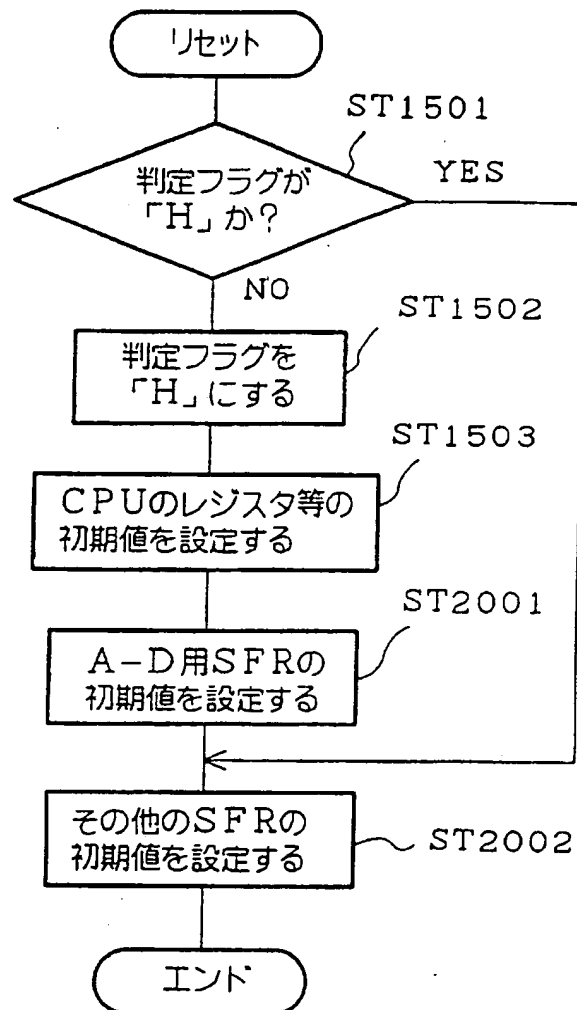 リセット
ST1501
判定フラグが
「H」か？
YES
NO
ST1502
判定フラグを
「H」にする
ST1503
CPUのレジスタ等の
初期値を設定する
ST2001
A-D用SFRの
初期値を設定する
その他のSFRの
初期値を設定する
ST2002
エンド